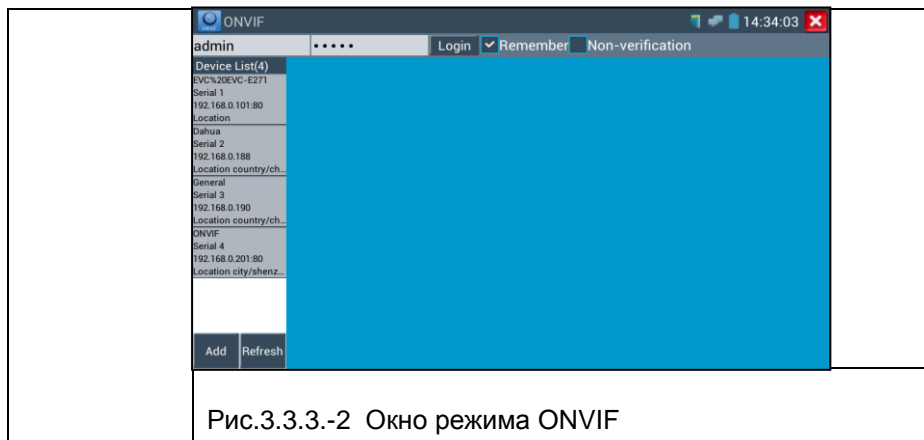 ONVIF 14:34:03
admin ••••• Login Remember Non-verification
Device List(4)
EVC%20EVC-E271
Serial 1
192.168.0.101:80
Location
Dahua
Serial 2
192.168.0.188
Location country/ch...
General
Serial 3
192.168.0.190
Location country/ch...
ONVIF
Serial 4
192.168.0.201:80
Location city/shenz...
Add Refresh
Рис.3.3.3.-2 Окно режима ONVIF